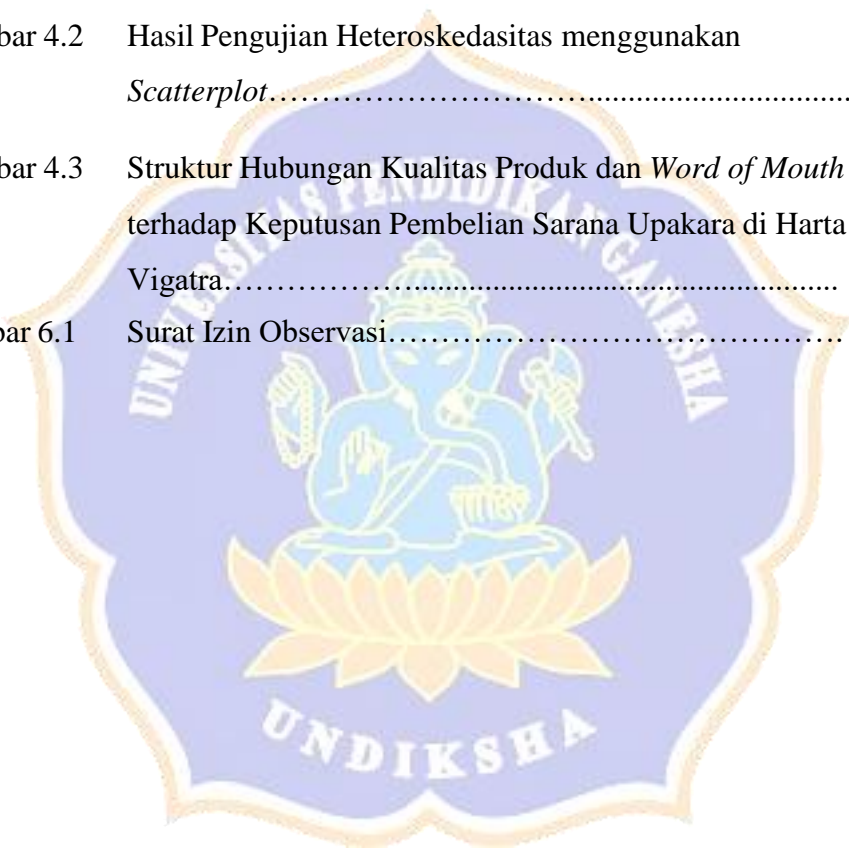 bar 4.2 Hasil Pengujian Heteroskedasitas menggunakan
Scatterplot…………………………….....................................
bar 4.3 Struktur Hubungan Kualitas Produk dan Word of Mouth
terhadap Keputusan Pembelian Sarana Upakara di Harta
Vigatra………………..........................................................
bar 6.1 Surat Izin Observasi…………………………………….
UNIVERSITAS PENDIDIKAN GANESHA
UNDIKSHA